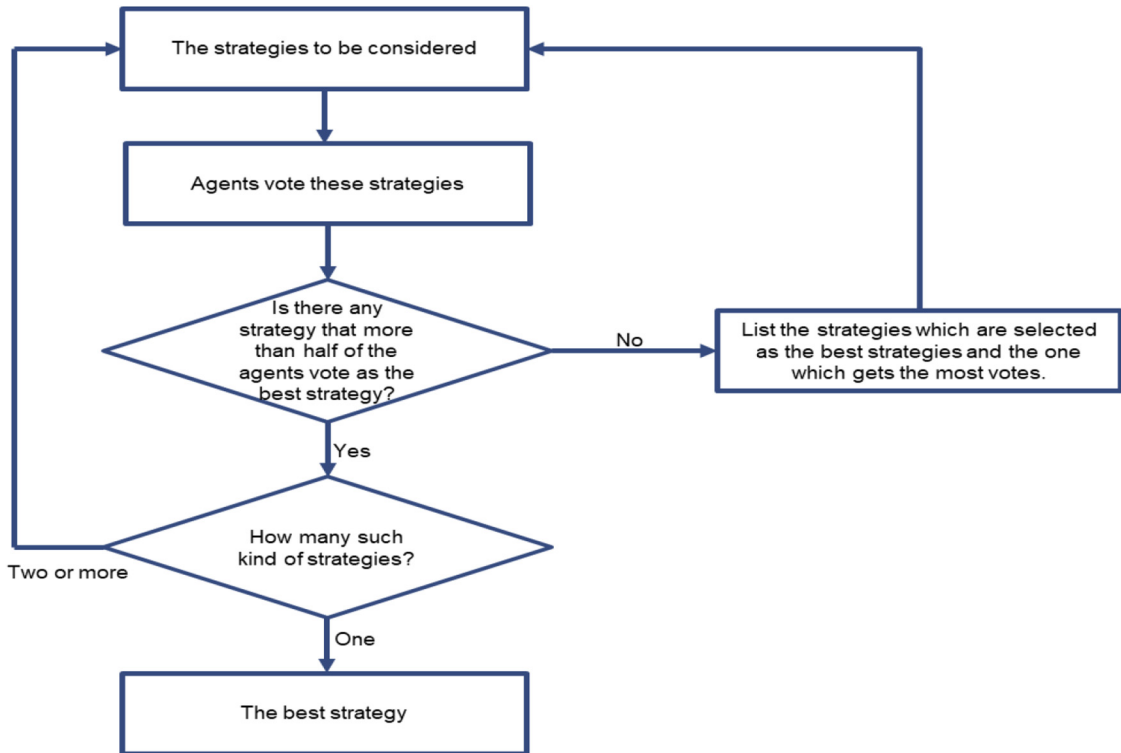 The strategies to be considered
Agents vote these strategies
Is there any
strategy that more
than half of the
agents vote as the
best strategy?
No
List the strategies which are selected
as the best strategies and the one
which gets the most votes.
Yes
How many such
kind of strategies?
Two or more
One
The best strategy